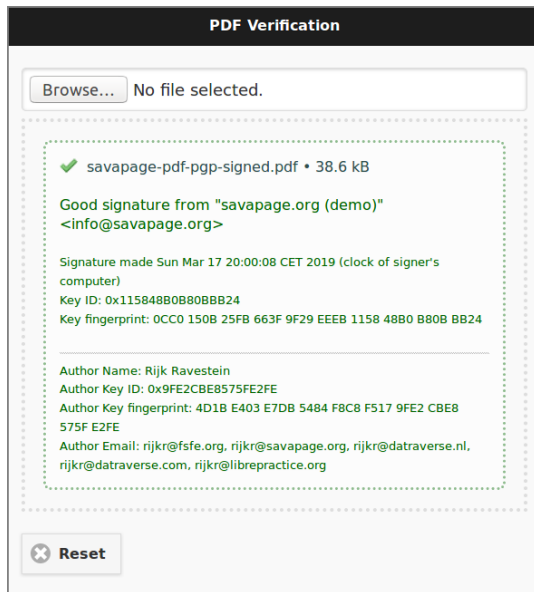 PDF Verification
Browse... No file selected.
savapage-pdf-pgp-signed.pdf • 38.6 kB
Good signature from "savapage.org (demo)"
<info@savapage.org>
Signature made Sun Mar 17 20:00:08 CET 2019 (clock of signer's
computer)
Key ID: 0x115848B0B80BBB24
Key fingerprint: 0CC0 150B 25FB 663F 9F29 EEEB 1158 48B0 B80B BB24
Author Name: Rijk Ravestein
Author Key ID: 0x9FE2CBE8575FE2FE
Author Key fingerprint: 4D1B E403 E7DB 5484 F8C8 F517 9FE2 CBE8
575F E2FE
Author Email: rijkr@fsfe.org, rijkr@savapage.org, rijkr@datraverse.nl,
rijkr@datraverse.com, rijkr@librepractice.org
Reset